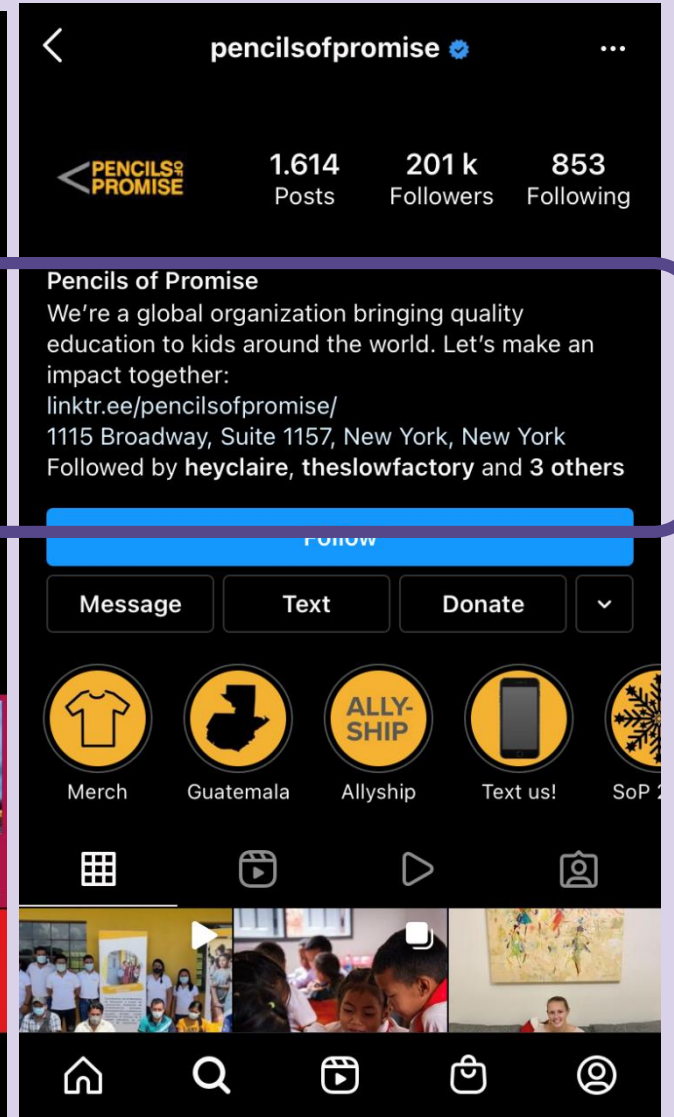 pencilsofpromise
PENCILS OF
PROMISE
1.614 201 k 853
Posts Followers Following
Pencils of Promise
We're a global organization bringing quality
education to kids around the world. Let's make an
impact together:
linktr.ee/pencilsofpromise/
1115 Broadway, Suite 1157, New York, New York
Followed by heyclaire, theslowfactory and 3 others
Follow
Message Text Donate
ALLY-
SHIP
Merch Guatemala Allyship Text us! SoP